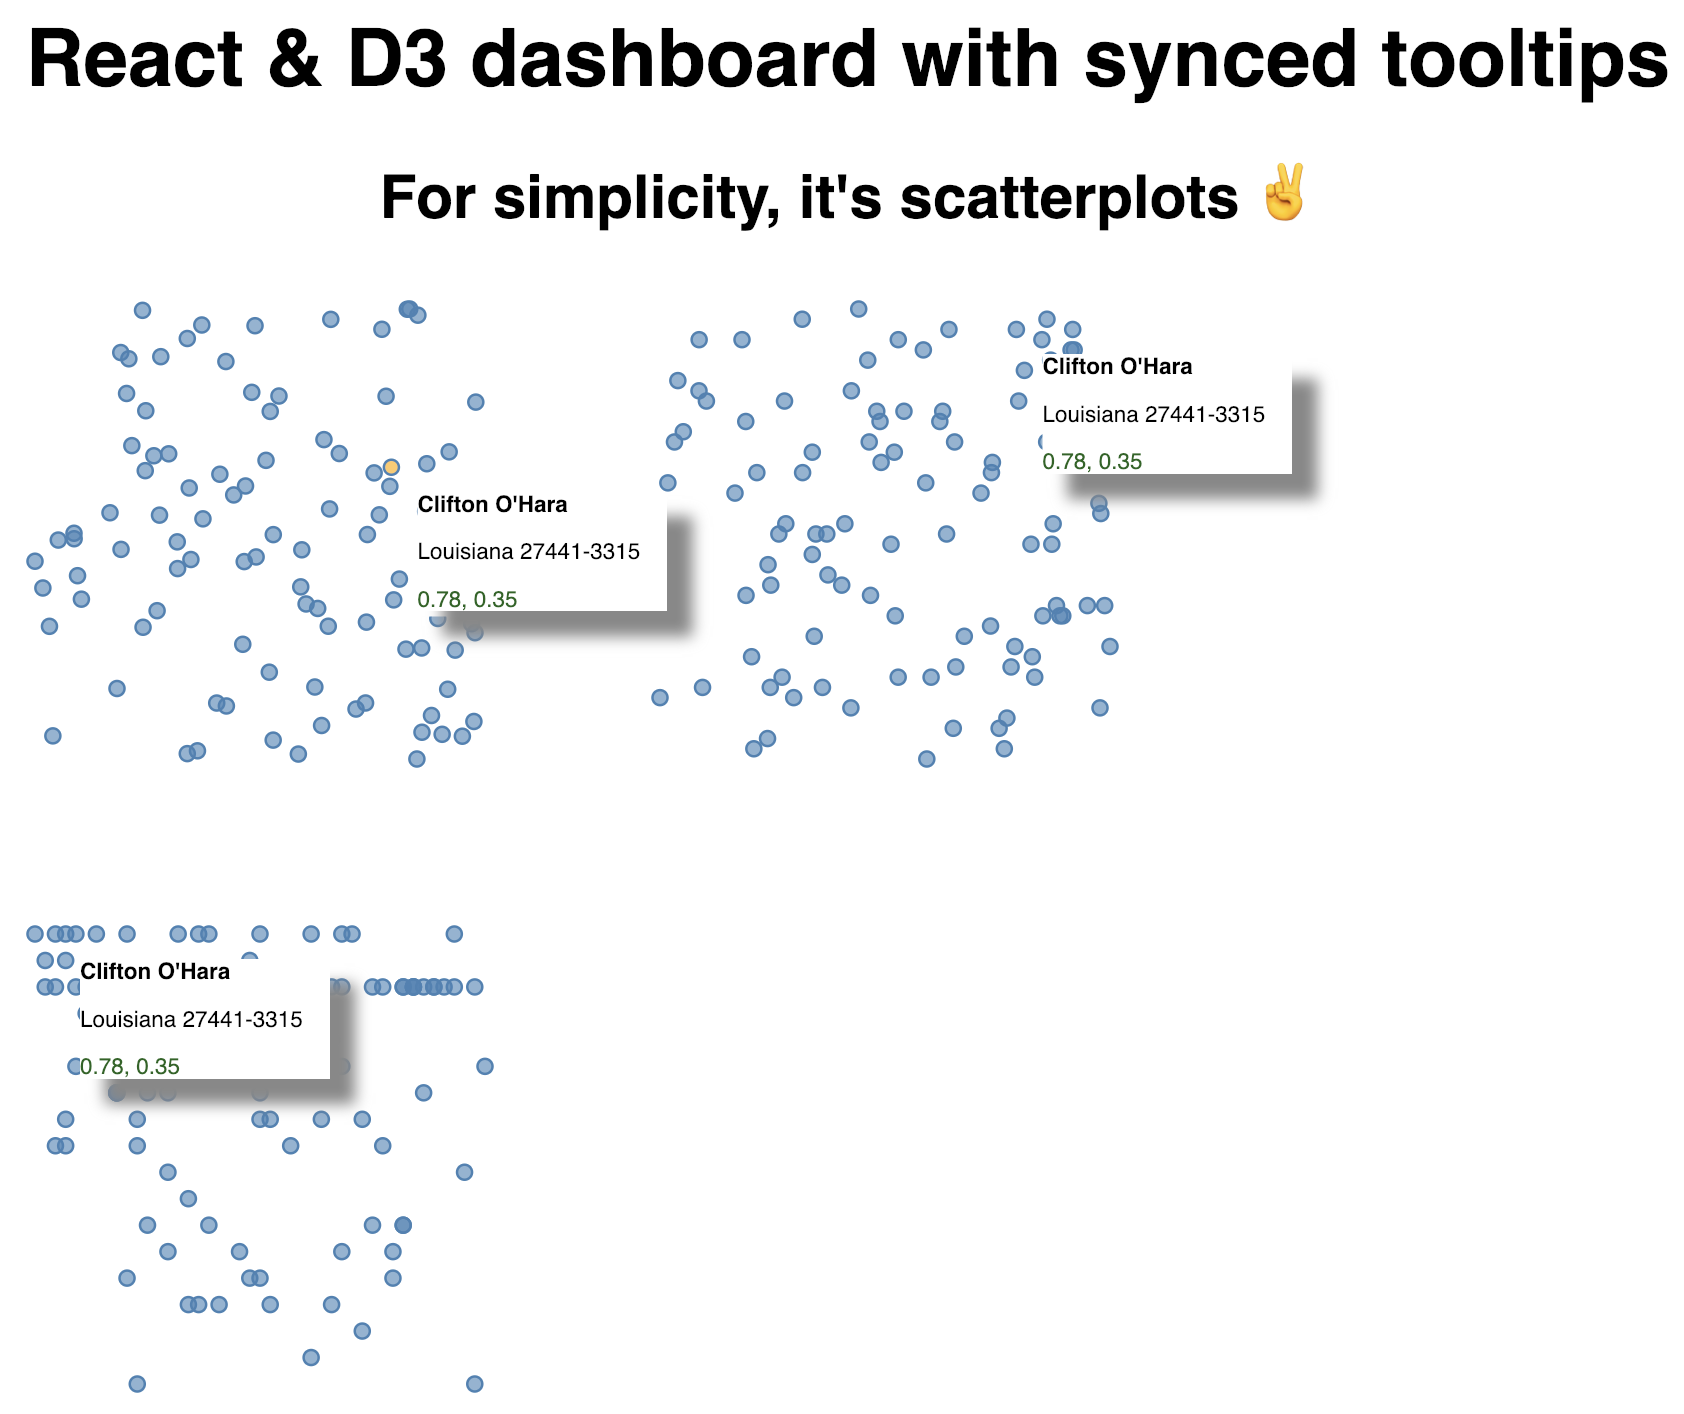 React & D3 dashboard with synced tooltips
For simplicity, it's scatterplots ✌️
Clifton O'Hara
Louisiana 27441-3315
0.78, 0.35
Clifton O'Hara
Louisiana 27441-3315
0.78, 0.35
Clifton O'Hara
Louisiana 27441-3315
0.78, 0.35